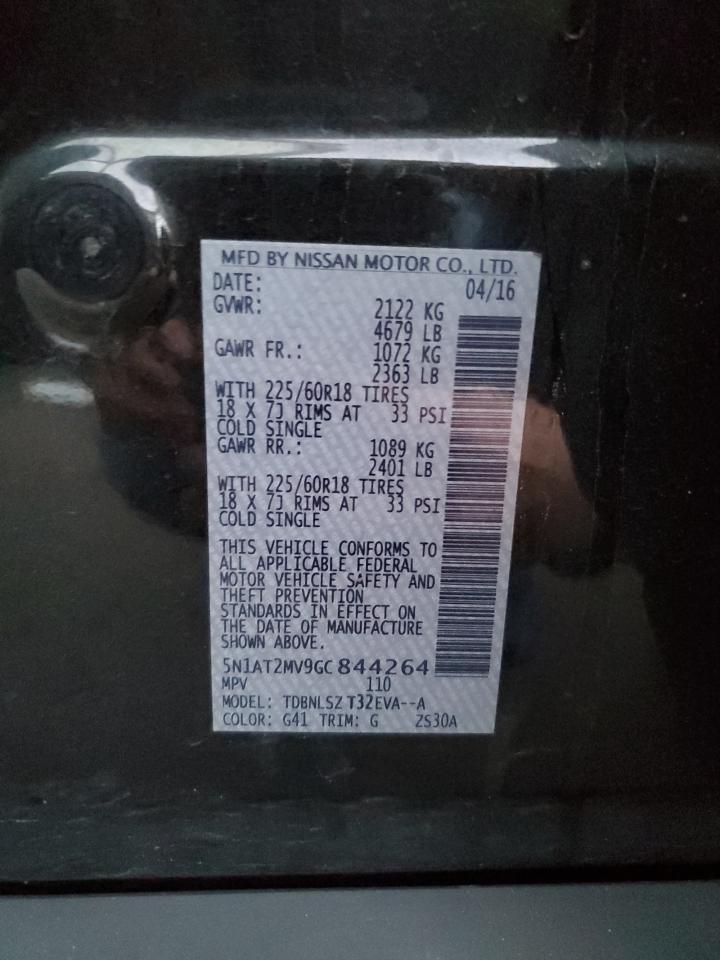 MFD BY NISSAN MOTOR CO., LTD.
DATE: 04/16
GVWR: 2122 KG
4679 LB
GAWR FR.: 1072 KG
2363 LB
WITH 225/60R18 TIRES
18 X 7J RIMS AT 33 PSI
COLD SINGLE
GAWR RR.: 1089 KG
2401 LB
WITH 225/60R18 TIRES
18 X 7J RIMS AT 33 PSI
COLD SINGLE
THIS VEHICLE CONFORMS TO
ALL APPLICABLE FEDERAL
MOTOR VEHICLE SAFETY AND
THEFT PREVENTION
STANDARDS IN EFFECT ON
THE DATE OF MANUFACTURE
SHOWN ABOVE.
5N1AT2MV9GC844264
MPV 110
MODEL: TDBNLSZ T32EVA--A
COLOR: G41 TRIM: G ZS30A